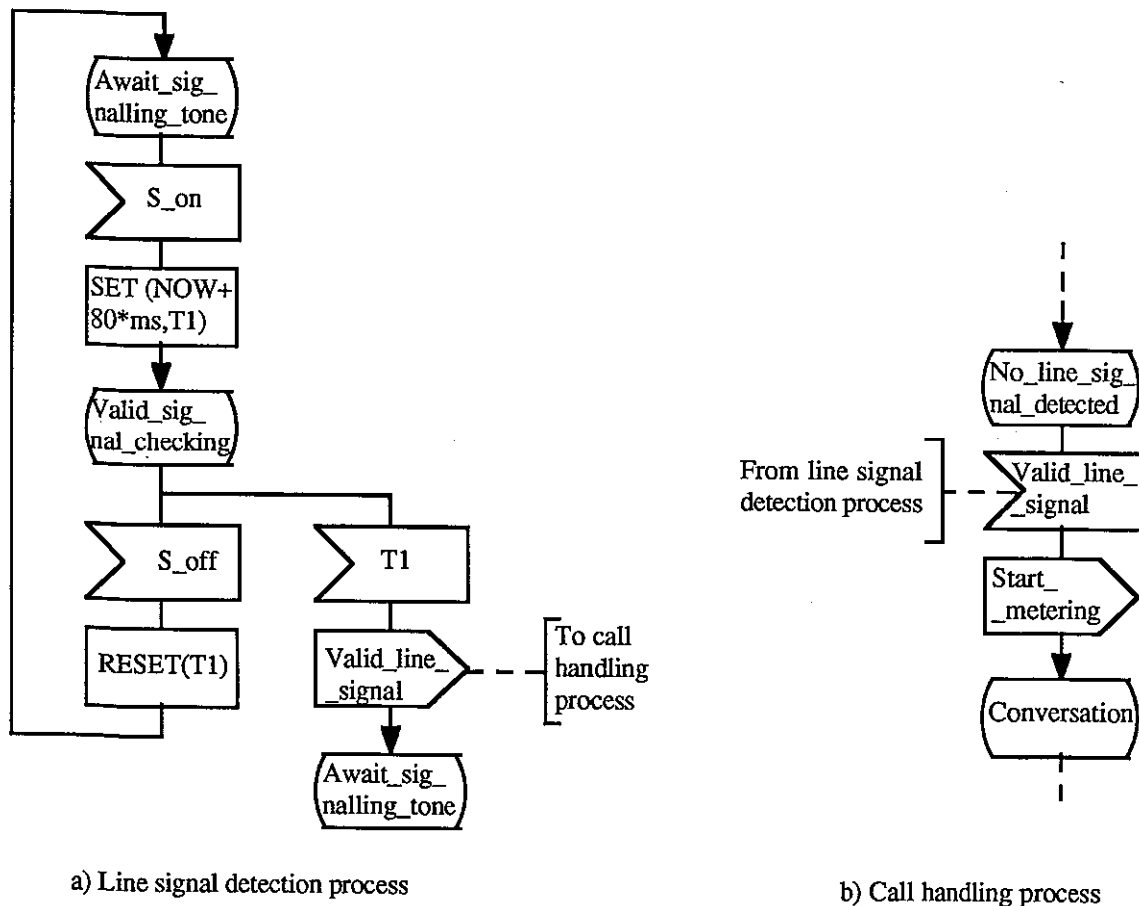 Await_sig_
nalling_tone
S_on
SET (NOW+
80*ms,T1)
Valid_sig_
nal_checking
S_off
RESET(T1)
T1
Valid_line_
_signal
To call
handling
process
Await_sig_
nalling_tone
a) Line signal detection process
No_line_sig_
nal_detected
From line signal
detection process
Valid_line_
_signal
Start_
_metering
Conversation
b) Call handling process